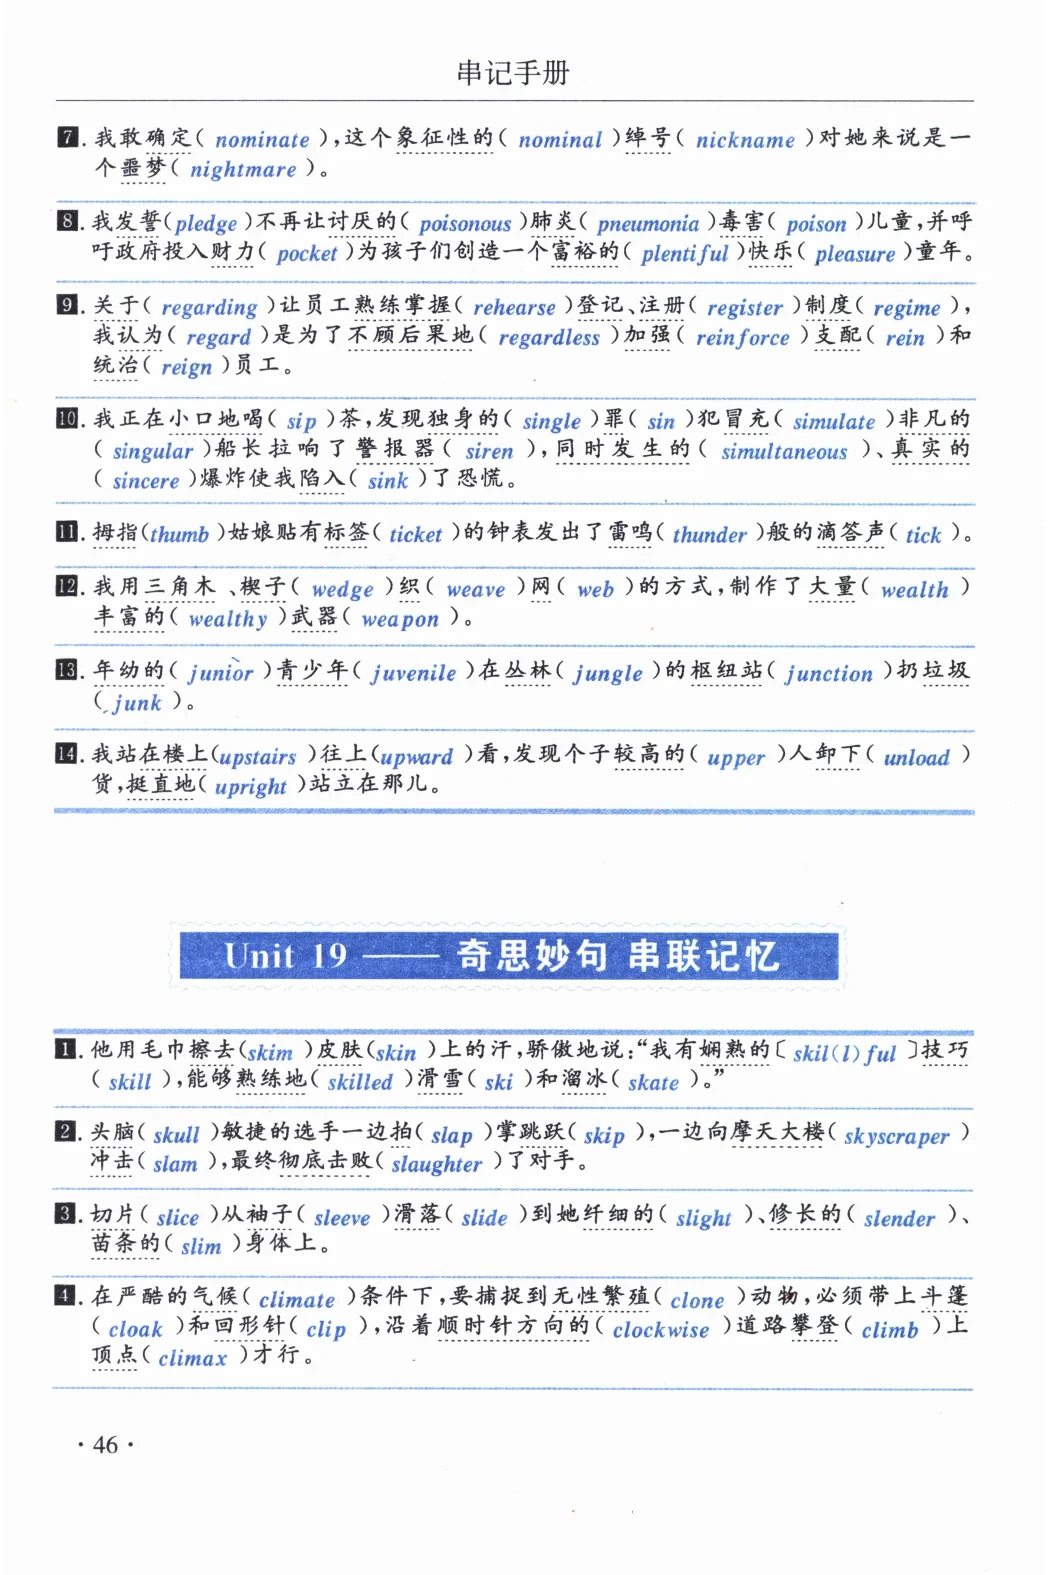 串记手册
7. 我敢确定( nominate ),这个象征性的( nominal )绰号( nickname )对她来说是一
个噩梦( nightmare )。
8. 我发誓(pledge )不再让讨厌的( poisonous )肺炎( pneumonia )毒害( poison )儿童,并呼
吁政府投入财力( pocket )为孩子们创造一个富裕的( plentiful )快乐( pleasure )童年。
9. 关于( regarding )让员工熟练掌握( rehearse )登记、注册( register )制度( regime ),
我认为( regard )是为了不顾后果地( regardless )加强( reinforce )支配( rein )和
统治( reign )员工。
10. 我正在小口地喝( sip )茶,发现独身的( single )罪( sin )犯冒充( simulate )非凡的
( singular )船长拉响了警报器( siren ),同时发生的( simultaneous )、真实的
( sincere )爆炸使我陷入( sink )了恐慌。
11. 拇指(thumb )姑娘贴有标签( ticket )的钟表发出了雷鸣( thunder )般的滴答声( tick )。
12. 我用三角木、楔子( wedge )织( weave )网( web )的方式,制作了大量( wealth )
丰富的( wealthy )武器( weapon )。
13. 年幼的( junior )青少年( juvenile )在丛林( jungle )的枢纽站( junction )扔垃圾
( junk )。
14. 我站在楼上(upstairs )往上(upward )看,发现个子较高的( upper )人卸下( unload )
货,挺直地( upright )站立在那儿。
Unit 19 —— 奇思妙句 串联记忆
1. 他用毛巾擦去(skim )皮肤(skin )上的汗,骄傲地说:“我有娴熟的〔 skil(l)ful 〕技巧
( skill ),能够熟练地( skilled )滑雪( ski )和溜冰( skate )。”
2. 头脑( skull )敏捷的选手一边拍( slap )掌跳跃( skip ),一边向摩天大楼( skyscraper )
冲击( slam ),最终彻底击败( slaughter )了对手。
3. 切片( slice )从袖子( sleeve )滑落( slide )到她纤细的( slight )、修长的( slender )、
苗条的( slim )身体上。
4. 在严酷的气候( climate )条件下,要捕捉到无性繁殖( clone )动物,必须带上斗篷
( cloak )和回形针( clip ),沿着顺时针方向的( clockwise )道路攀登( climb )上
顶点( climax )才行。
· 46 ·